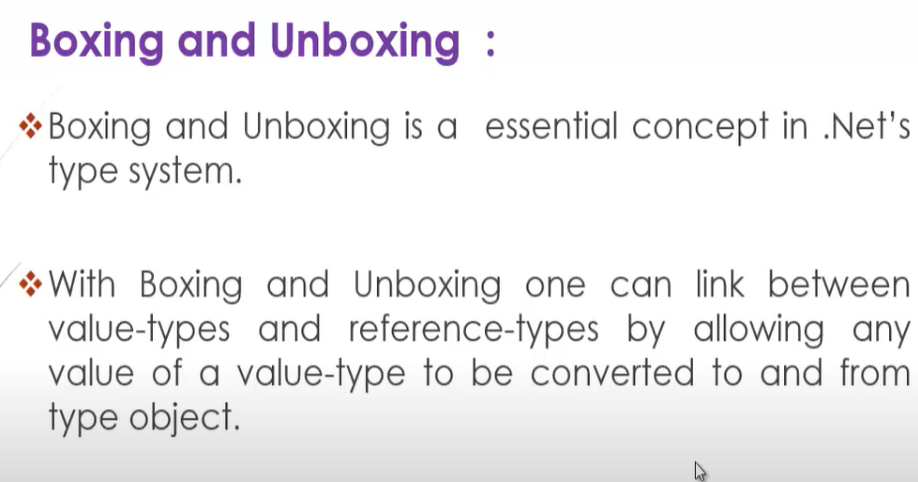 Boxing and Unboxing :
Boxing and Unboxing is a essential concept in .Net's
type system.
With Boxing and Unboxing one can link between
value-types and reference-types by allowing any
value of a value-type to be converted to and from
type object.